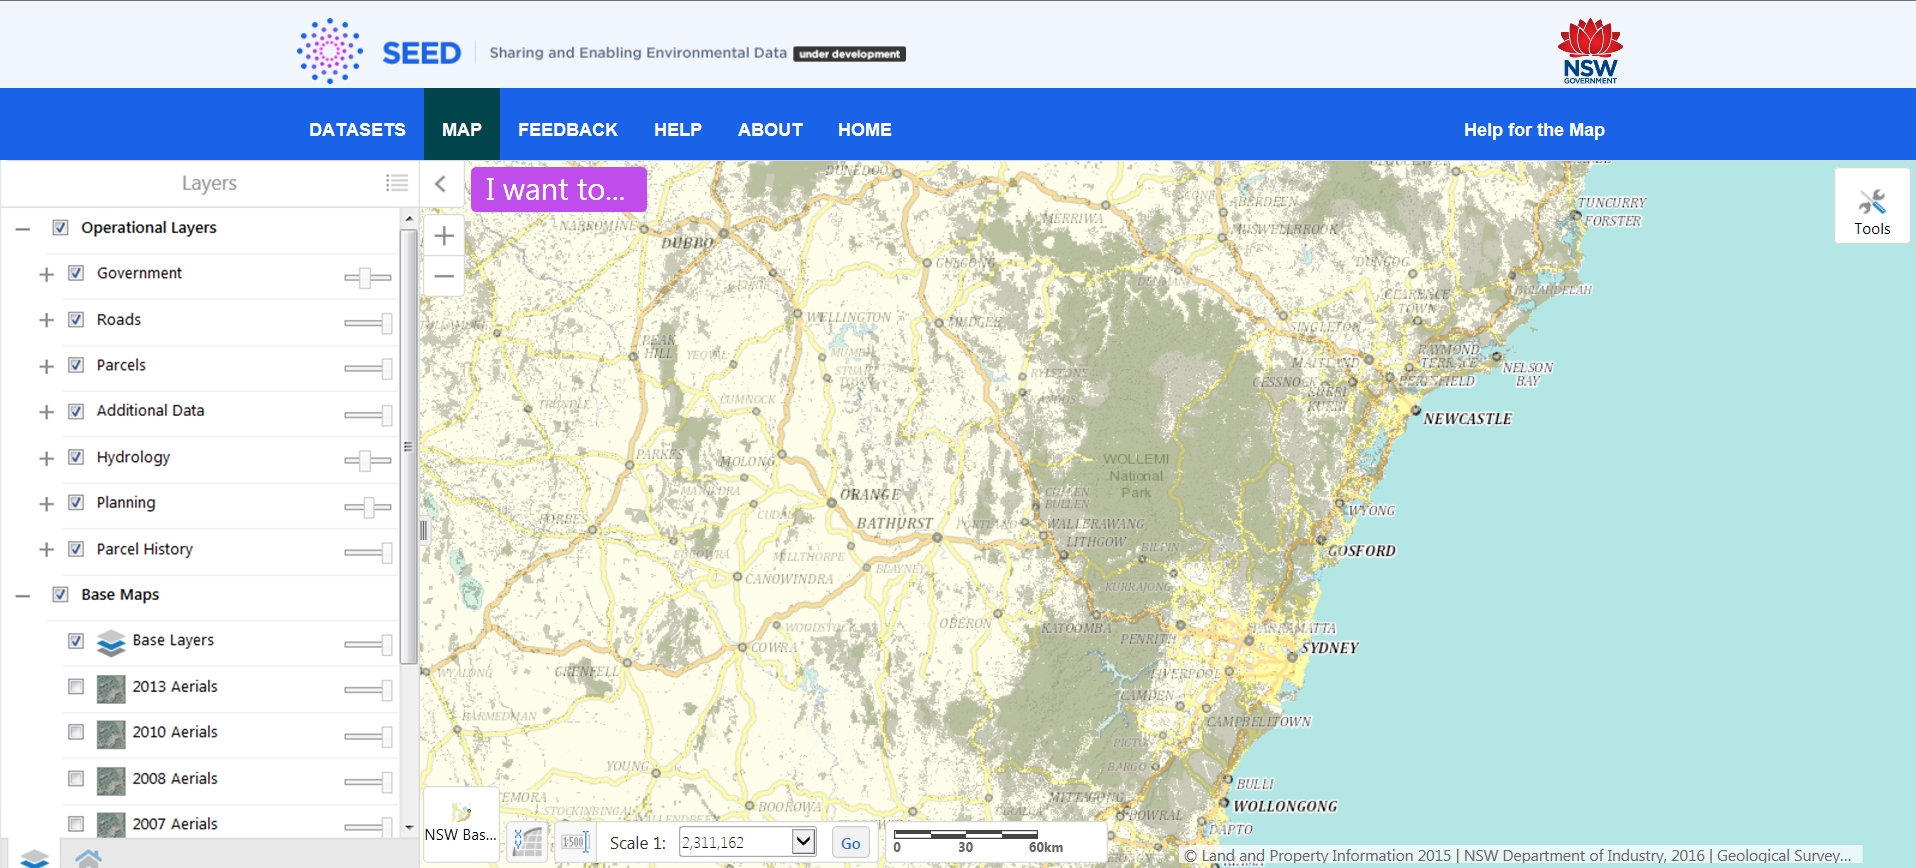 SEED
Sharing and Enabling Environmental Data under development
NSW
GOVERNMENT
DATASETS MAP FEEDBACK HELP ABOUT HOME Help for the Map
Layers
I want to...
Tools
Operational Layers
Government
Roads
Parcels
Additional Data
Hydrology
Planning
Parcel History
Base Maps
Base Layers
2013 Aerials
2010 Aerials
2008 Aerials
2007 Aerials
DUNEDOO
MERRIWA
ABERDEEN
MUSWELLBROOK
TUNCURRY
FORSTER
NARROMINE
DUBBO
GULGONG
DUNGOG
BULAHDELAH
CLARENCE
TOWN
WELLINGTON
MUDGEE
SINGLETON
PEAK
HILL
YEOVAL
STUART
TOWN
RYLSTONE
MAITLAND
RAYMOND
TERRACE
NELSON
BAY
CESSNOCK
KURRI
KURRI
BERESFIELD
TRUNDLE
CUMNOCK
NEWCASTLE
PARKES
MOLONG
WOLLEMI
National
Park
MANILDRA
ORANGE
CULLEN
BULLEN
CUDAL
BATHURST
PORTLAND
WALLERAWANG
LITHGOW
WYONG
FORBES
EUGOWRA
MILLTHORPE
BILPIN
GOSFORD
CANOWINDRA
BLAYNEY
KURRAJONG
WOODSTOCK
OBERON
KATOOMBA
PENRITH
PARRAMATTA
SYDNEY
COWRA
GRENFELL
WYALONG
LIVERPOOL
CAMDEN
BARMEDMAN
CAMPBELLTOWN
PICTON
YOUNG
BARGO
BULLI
WOLLONGONG
STOCKINBINGAL
BOOROWA
TARALGA
MITTAGONG
BOWRAL
DAPTO
NSW Bas...
1:500
Scale 1: 2,311,162 Go
0 30 60km
© Land and Property Information 2015 | NSW Department of Industry, 2016 | Geological Survey...